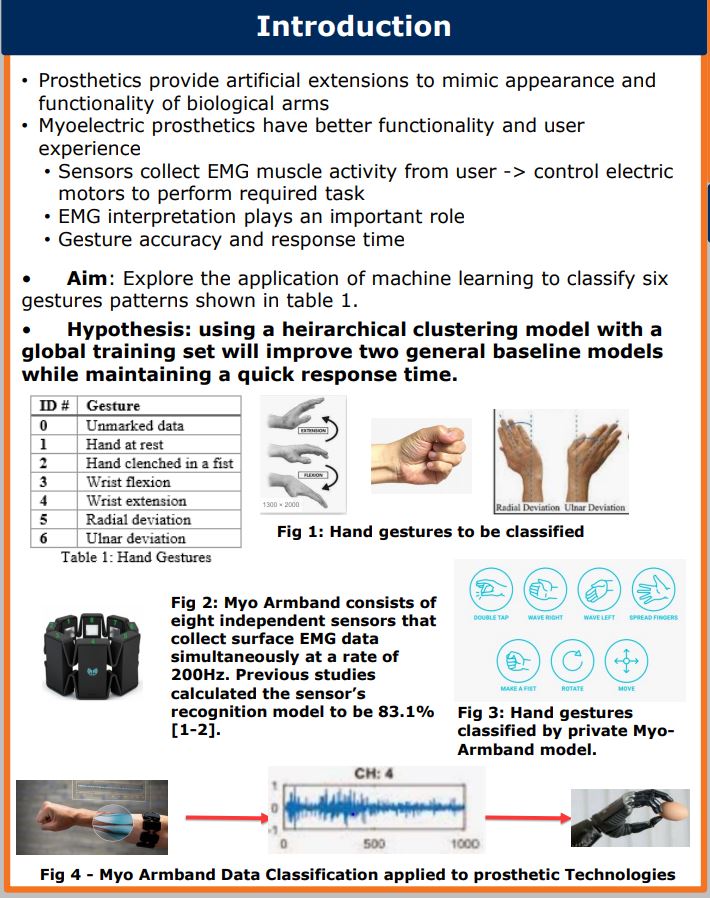 Introduction
• Prosthetics provide artificial extensions to mimic appearance and
functionality of biological arms
• Myoelectric prosthetics have better functionality and user
experience
• Sensors collect EMG muscle activity from user -> control electric
motors to perform required task
• EMG interpretation plays an important role
• Gesture accuracy and response time
• Aim: Explore the application of machine learning to classify six
gestures patterns shown in table 1.
• Hypothesis: using a heirarchical clustering model with a
global training set will improve two general baseline models
while maintaining a quick response time.
ID # Gesture
0 Unmarked data
1 Hand at rest
2 Hand clenched in a fist
3 Wrist flexion
4 Wrist extension
5 Radial deviation
6 Ulnar deviation
Table 1: Hand Gestures
EXTENSION
FLEXION
1300 × 2000
Radial Deviation Ulnar Deviation
Fig 1: Hand gestures to be classified
Fig 2: Myo Armband consists of
eight independent sensors that
collect surface EMG data
simultaneously at a rate of
200Hz. Previous studies
calculated the sensor's
recognition model to be 83.1%
[1-2].
DOUBLE TAP WAVE RIGHT WAVE LEFT SPREAD FINGERS
MAKE A FIST ROTATE MOVE
Fig 3: Hand gestures
classified by private Myo-
Armband model.
CH: 4
1
0
-1
0 500 1000
Fig 4 - Myo Armband Data Classification applied to prosthetic Technologies